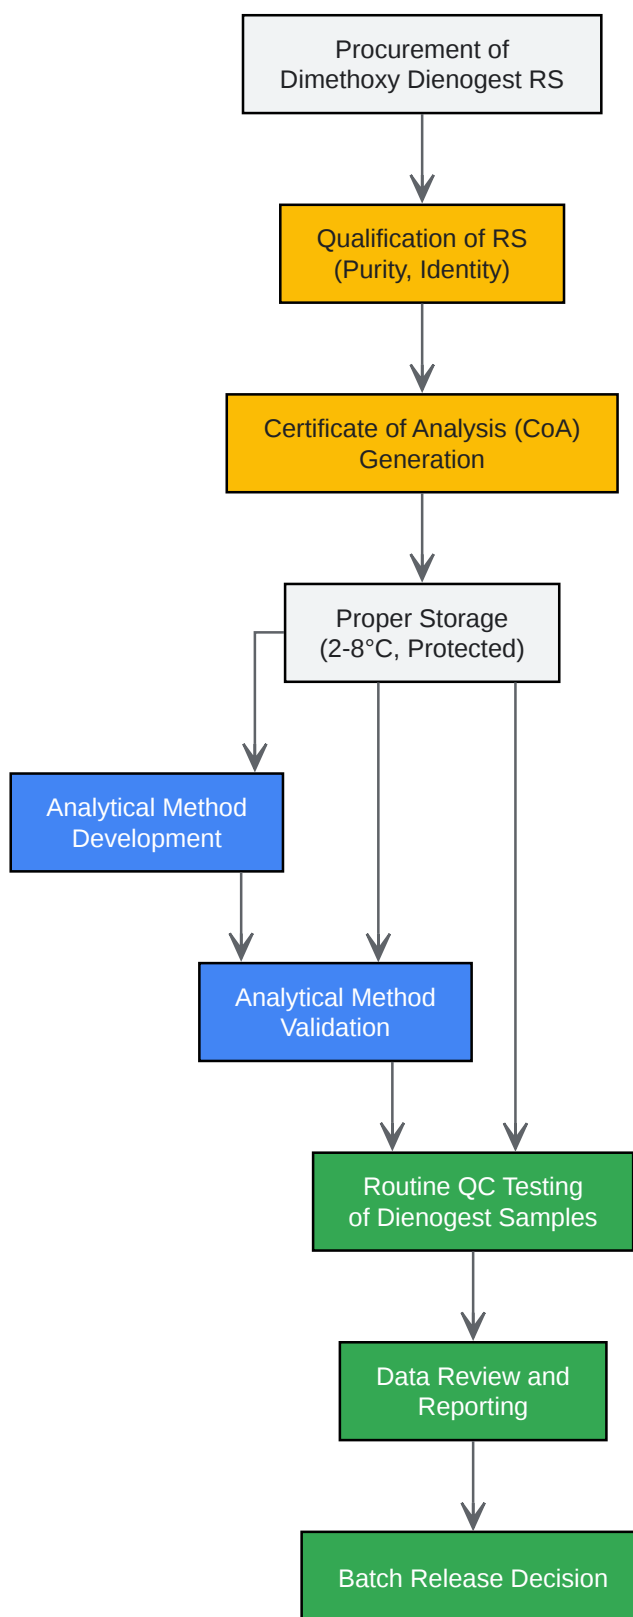 Procurement of
Dimethoxy Dienogest RS
Qualification of RS
(Purity, Identity)
Certificate of Analysis (CoA)
Generation
Proper Storage
(2-8°C, Protected)
Analytical Method
Development
Analytical Method
Validation
Routine QC Testing
of Dienogest Samples
Data Review and
Reporting
Batch Release Decision